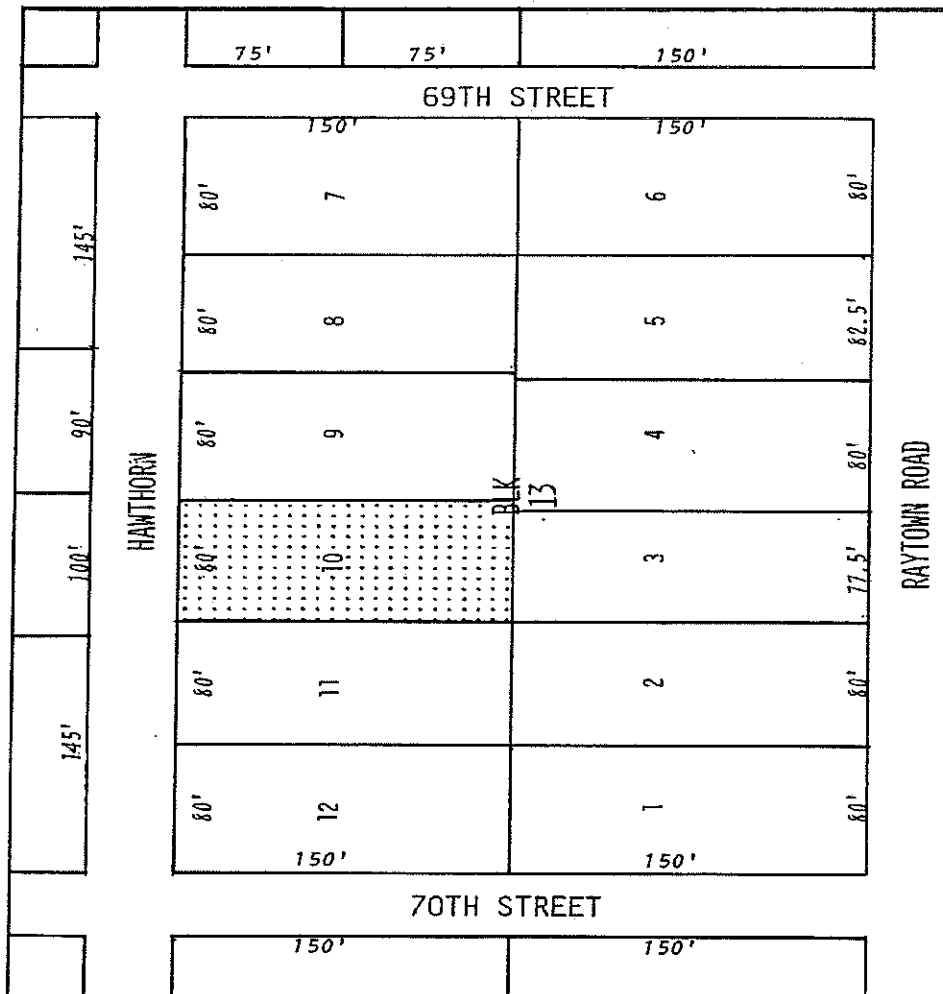 75' 75' 150'
69TH STREET
150' 150'
80' 7 6 80'
145'
80' 8 5 82.5'
90' 80' 9 4 80'
HAWTHORN
BLK
13
RAYTOWN ROAD
100' 80' 10 3 77.5'
80' 11 2 80'
145'
80' 12 1 80'
150' 150'
70TH STREET
150' 150'